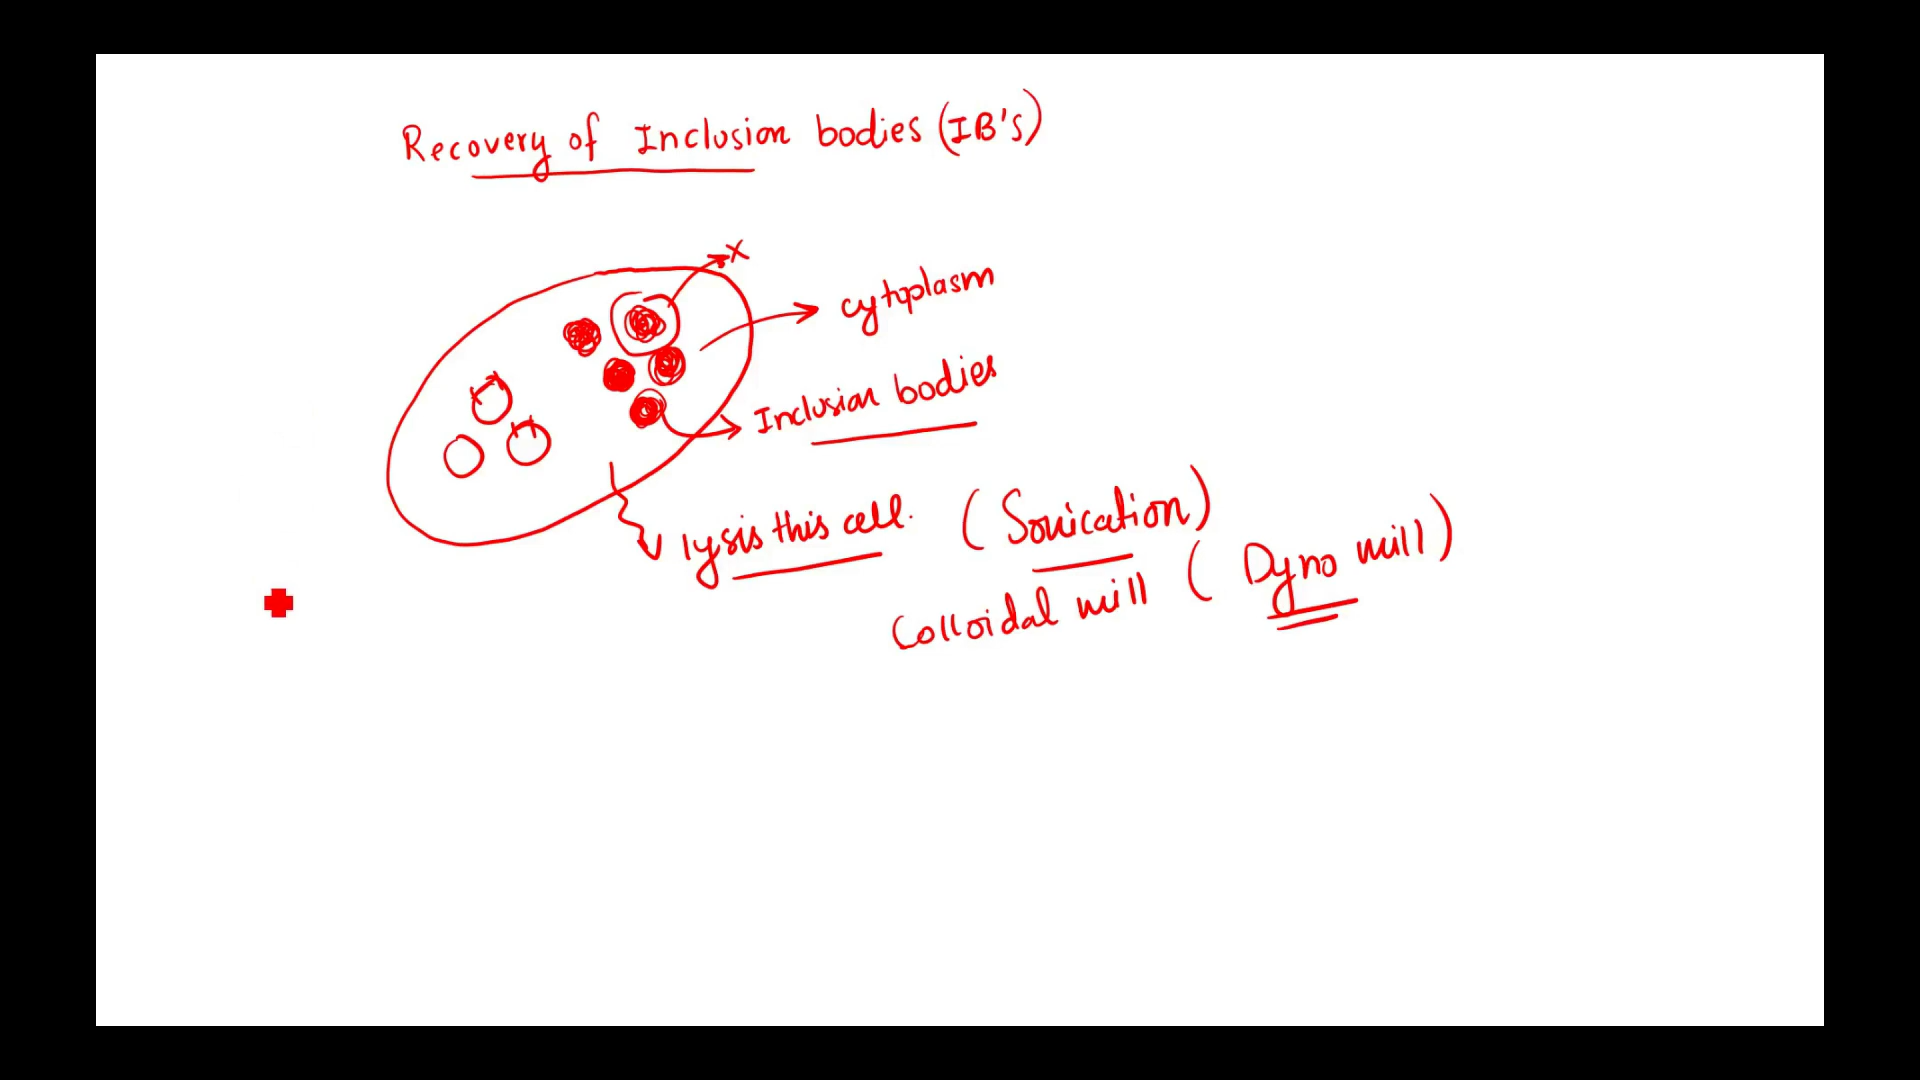 Recovery of Inclusion bodies (IB's)
x
cytoplasm
Inclusion bodies
lysis this cell. (Sonication)
Colloidal mill (Dyno mill)